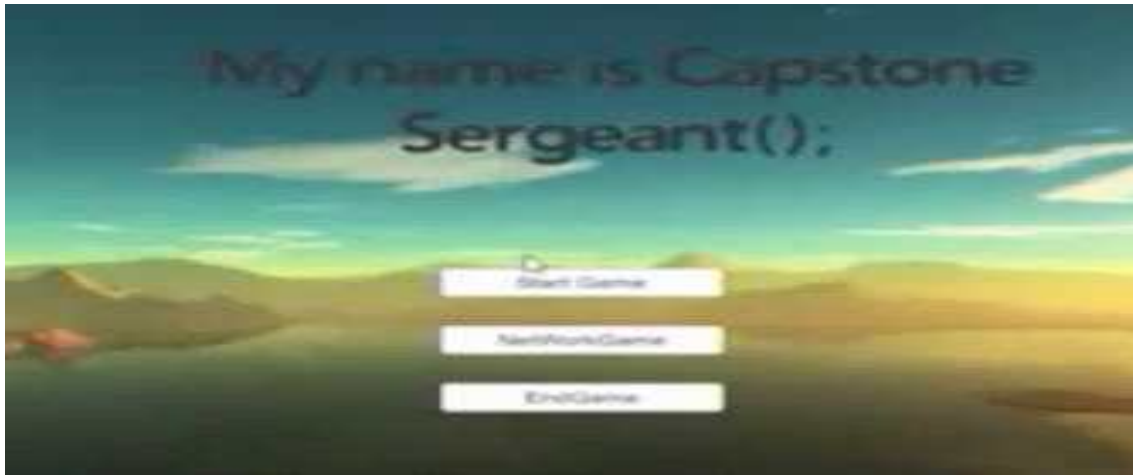 My name is Capstone
Sergeant();
Start Game
NetWorkGame
EndGame